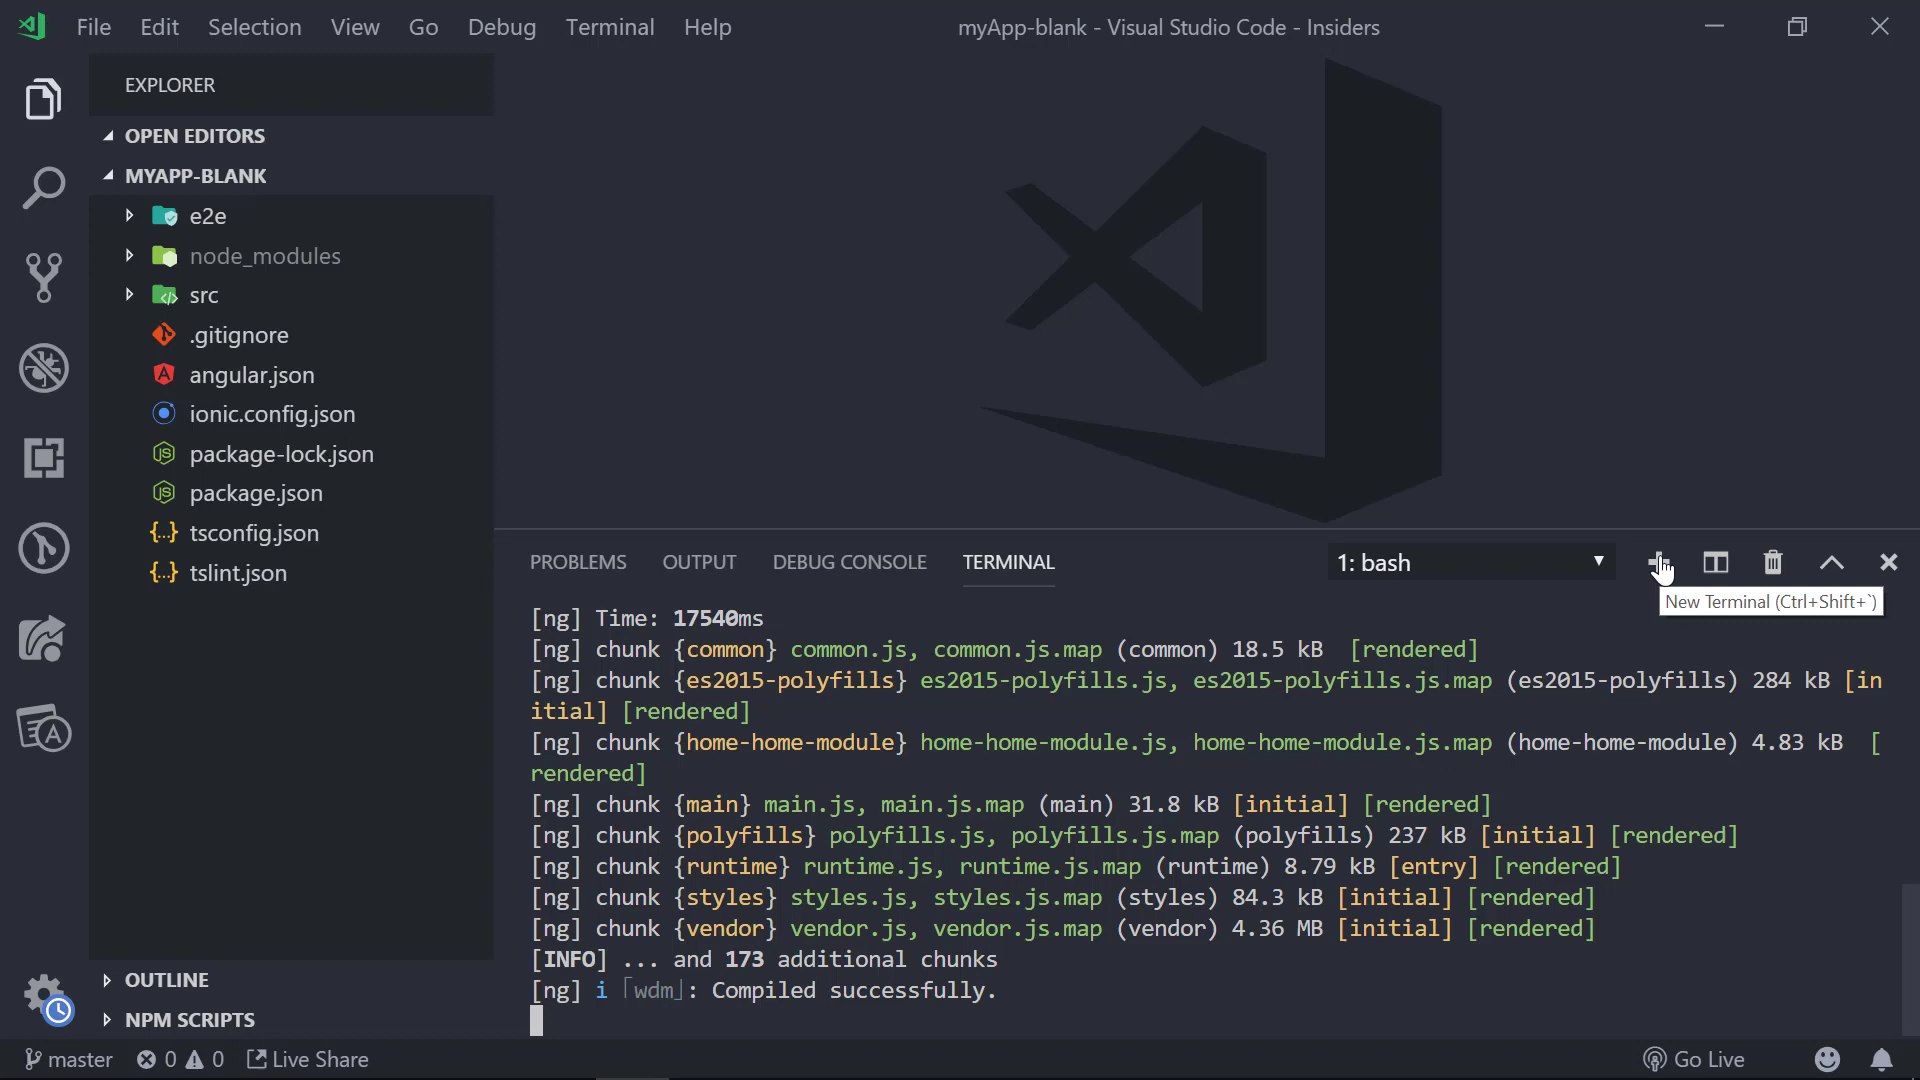 File Edit Selection View Go Debug Terminal Help myApp-blank - Visual Studio Code - Insiders
EXPLORER
OPEN EDITORS
MYAPP-BLANK
e2e
node_modules
src
.gitignore
angular.json
ionic.config.json
package-lock.json
package.json
tsconfig.json
tslint.json
OUTLINE
NPM SCRIPTS
PROBLEMS OUTPUT DEBUG CONSOLE TERMINAL 1: bash
New Terminal (Ctrl+Shift+`)
[ng] Time: 17540ms
[ng] chunk {common} common.js, common.js.map (common) 18.5 kB [rendered]
[ng] chunk {es2015-polyfills} es2015-polyfills.js, es2015-polyfills.js.map (es2015-polyfills) 284 kB [in
itial] [rendered]
[ng] chunk {home-home-module} home-home-module.js, home-home-module.js.map (home-home-module) 4.83 kB [
rendered]
[ng] chunk {main} main.js, main.js.map (main) 31.8 kB [initial] [rendered]
[ng] chunk {polyfills} polyfills.js, polyfills.js.map (polyfills) 237 kB [initial] [rendered]
[ng] chunk {runtime} runtime.js, runtime.js.map (runtime) 8.79 kB [entry] [rendered]
[ng] chunk {styles} styles.js, styles.js.map (styles) 84.3 kB [initial] [rendered]
[ng] chunk {vendor} vendor.js, vendor.js.map (vendor) 4.36 MB [initial] [rendered]
[INFO] ... and 173 additional chunks
[ng] i ｢wdm｣: Compiled successfully.
master 0 0 Live Share Go Live